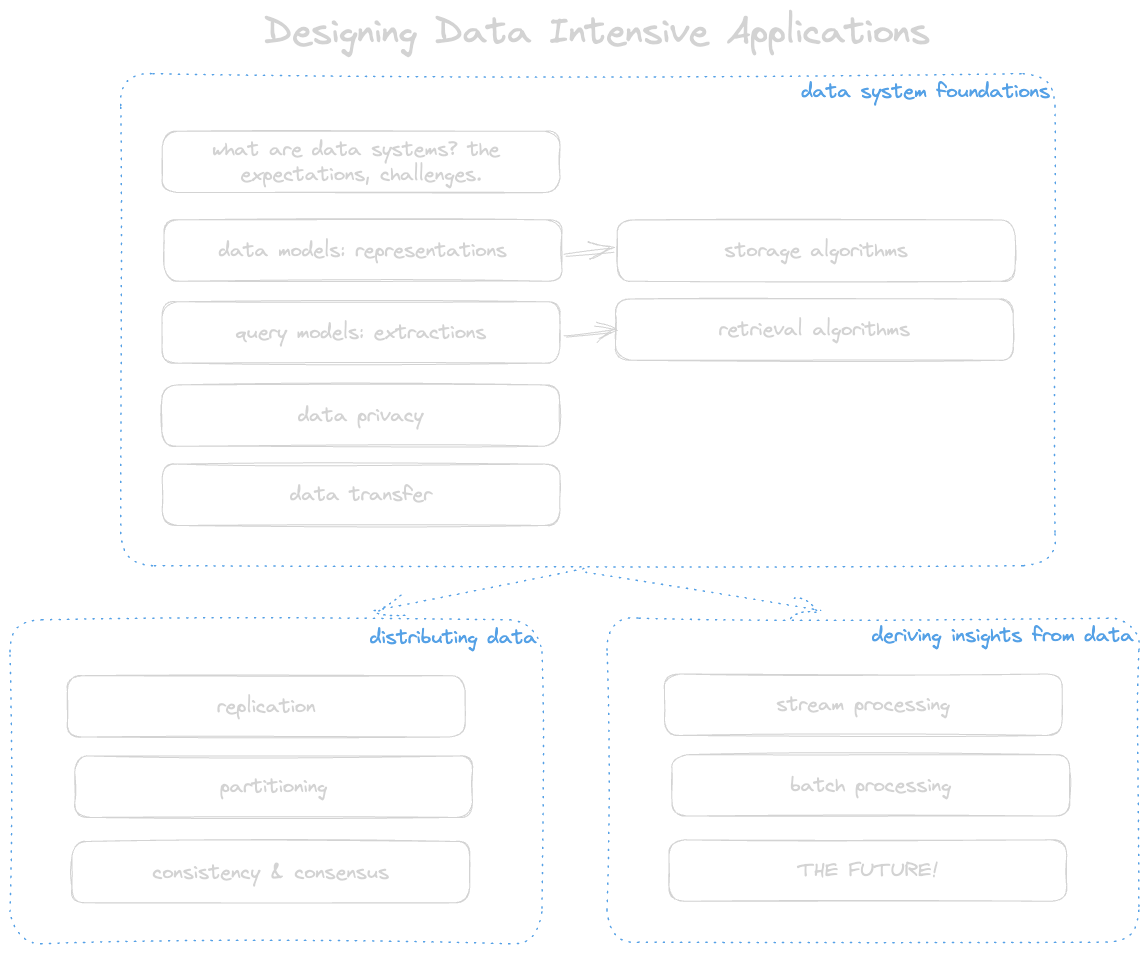 Designing Data Intensive Applications
data system foundations
what are data systems? the
expectations, challenges.
data models: representations
storage algorithms
query models: extractions
retrieval algorithms
data privacy
data transfer
distributing data
replication
partitioning
consistency & consensus
deriving insights from data
stream processing
batch processing
THE FUTURE!